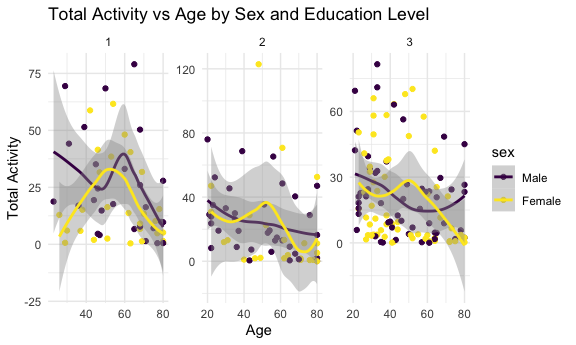 Total Activity vs Age by Sex and Education Level
1 2 3
75
50
25
0
-25
120
80
40
0
60
30
0
40 60 80
20 40 60 80
20 40 60 80
Total Activity
Age
sex
Male
Female